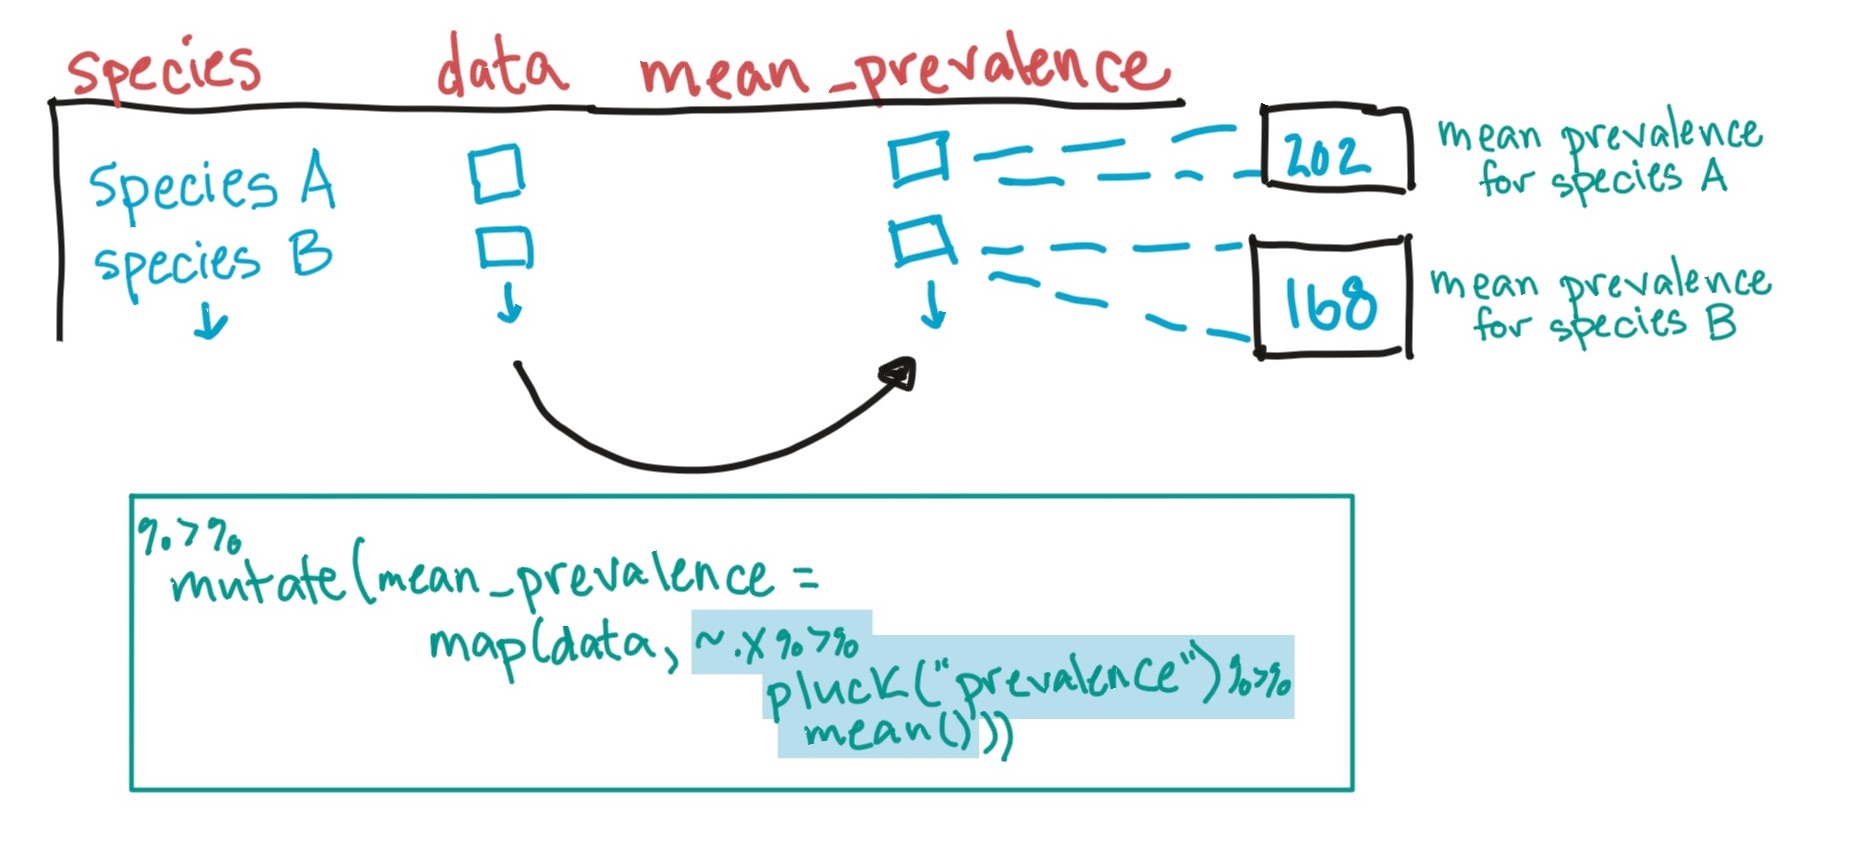 species data mean_prevalence
Species A
species B
202
mean prevalence
for species A
168
mean prevalence
for species B
%>%
mutate(mean_prevalence =
map(data, ~.x %>%
pluck("prevalence") %>%
mean()))